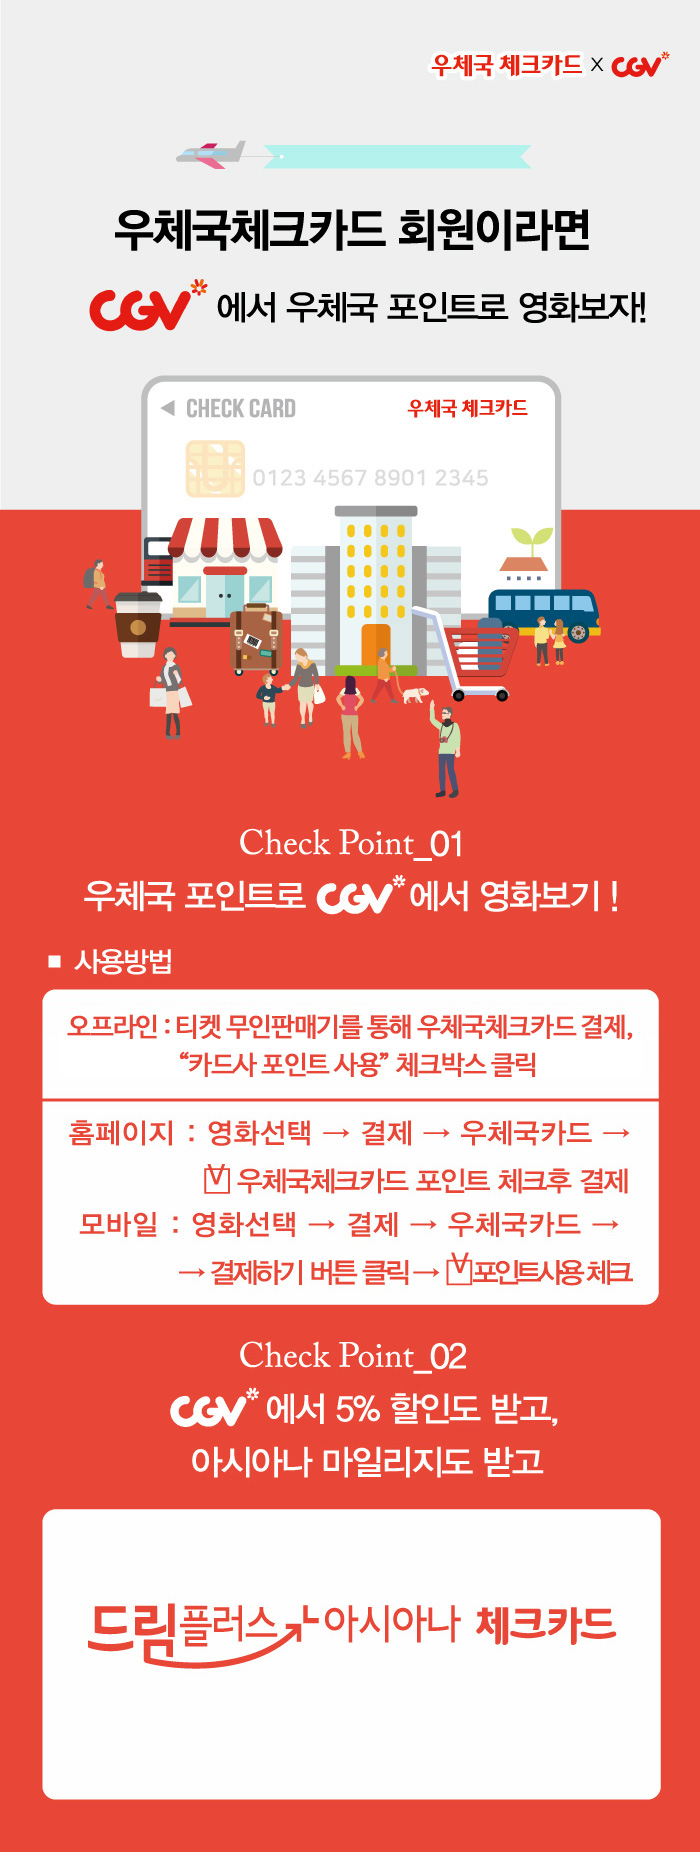 우체국 체크카드 X CGV
우체국체크카드 회원이라면
CGV 에서 우체국 포인트로 영화보자!
◀ CHECK CARD 우체국 체크카드
0123 4567 8901 2345
Check Point_01
우체국 포인트로 CGV에서 영화보기 !
■ 사용방법
오프라인 : 티켓 무인판매기를 통해 우체국체크카드 결제,
“카드사 포인트 사용” 체크박스 클릭
홈페이지 : 영화선택 → 결제 → 우체국카드 →
우체국체크카드 포인트 체크후 결제
모바일 : 영화선택 → 결제 → 우체국카드 →
→ 결제하기 버튼 클릭 → 포인트사용 체크
Check Point_02
CGV 에서 5% 할인도 받고,
아시아나 마일리지도 받고
드림플러스 아시아나 체크카드